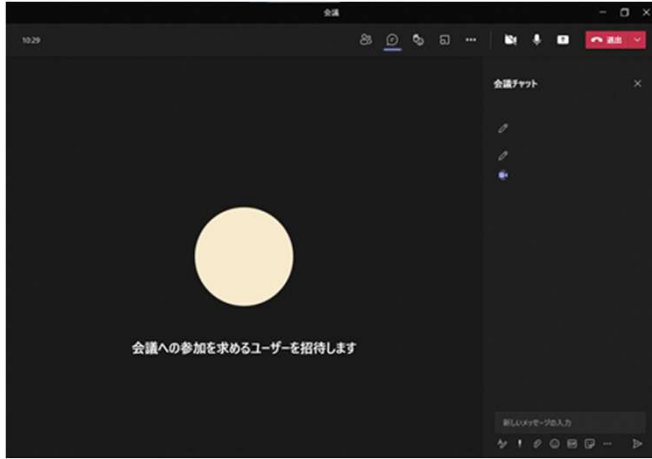 会議
10:29
退出
会議チャット
会議への参加を求めるユーザーを招待します
新しいメッセージの入力